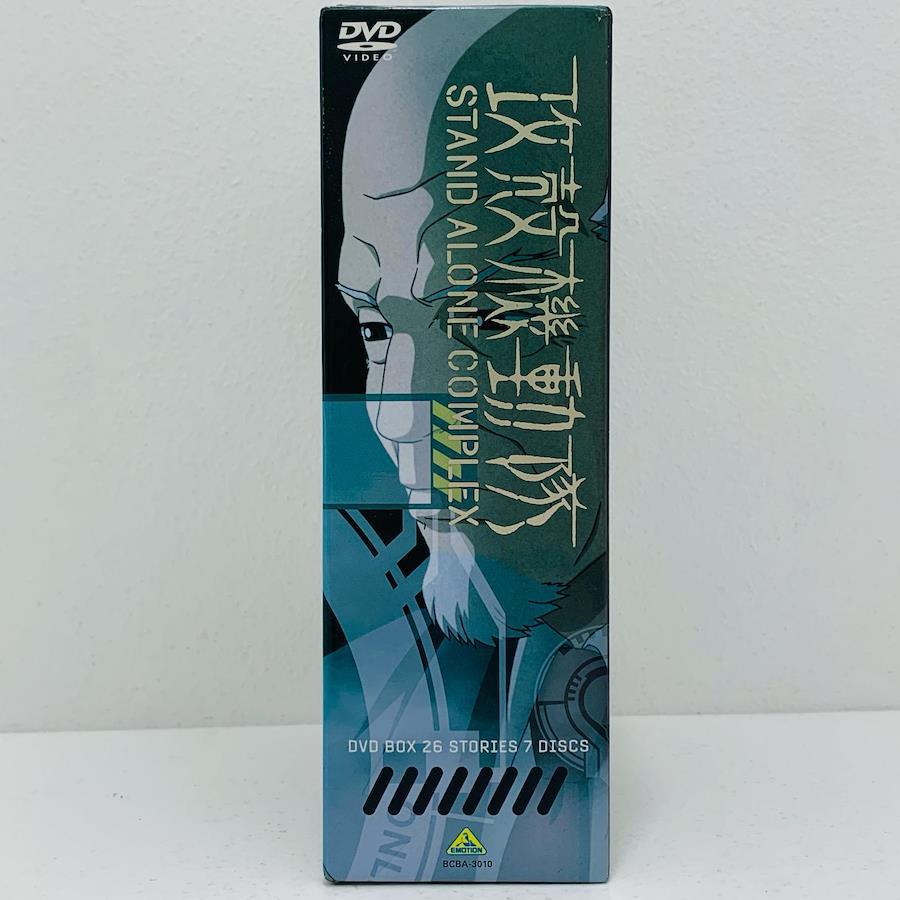 DVD
VIDEO
攻殻機動隊
STAND ALONE COMPLEX
DVD BOX 26 STORIES 7 DISCS
ONL
EMOTION
BCBA-3010